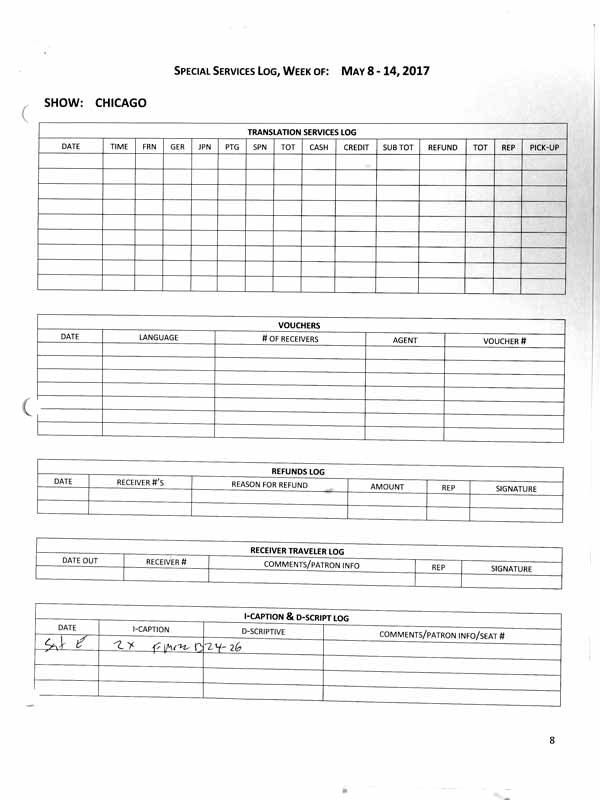 SPECIAL SERVICES LOG, WEEK OF: MAY 8 - 14, 2017
SHOW: CHICAGO
TRANSLATION SERVICES LOG
DATE TIME FRN GER JPN PTG SPN TOT CASH CREDIT SUB TOT REFUND TOT REP PICK-UP
VOUCHERS
DATE LANGUAGE # OF RECEIVERS AGENT VOUCHER #
REFUNDS LOG
DATE RECEIVER #'S REASON FOR REFUND AMOUNT REP SIGNATURE
RECEIVER TRAVELER LOG
DATE OUT RECEIVER # COMMENTS/PATRON INFO REP SIGNATURE
I-CAPTION & D-SCRIPT LOG
DATE I-CAPTION D-SCRIPTIVE COMMENTS/PATRON INFO/SEAT #
Sat E 2x 24-26
8